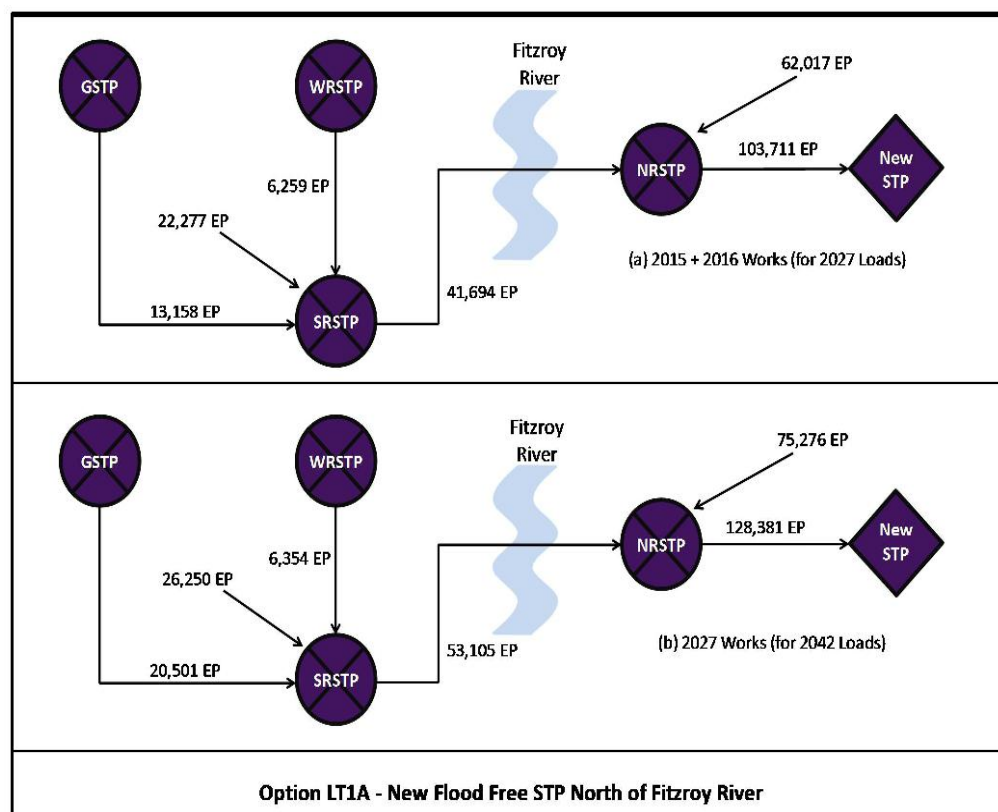 GSTP
WRSTP
Fitzroy
River
62,017 EP
NRSTP
103,711 EP
New
STP
6,259 EP
22,277 EP
(a) 2015 + 2016 Works (for 2027 Loads)
13,158 EP
SRSTP
41,694 EP
GSTP
WRSTP
Fitzroy
River
75,276 EP
NRSTP
128,381 EP
New
STP
6,354 EP
26,250 EP
(b) 2027 Works (for 2042 Loads)
20,501 EP
SRSTP
53,105 EP
Option LT1A - New Flood Free STP North of Fitzroy River